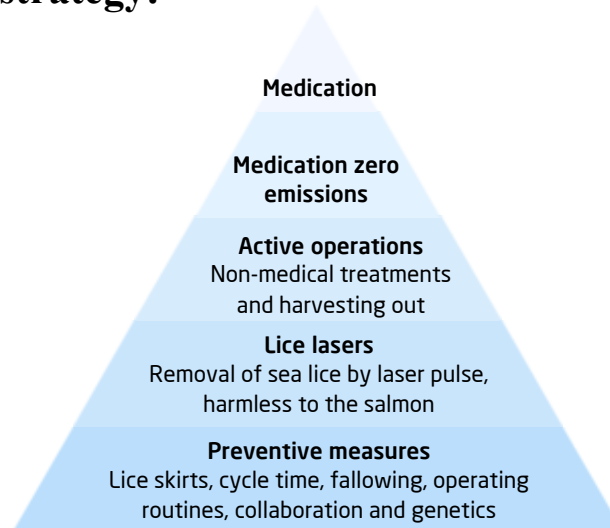 strategy:
Medication
Medication zero
emissions
Active operations
Non-medical treatments
and harvesting out
Lice lasers
Removal of sea lice by laser pulse,
harmless to the salmon
Preventive measures
Lice skirts, cycle time, fallowing, operating
routines, collaboration and genetics